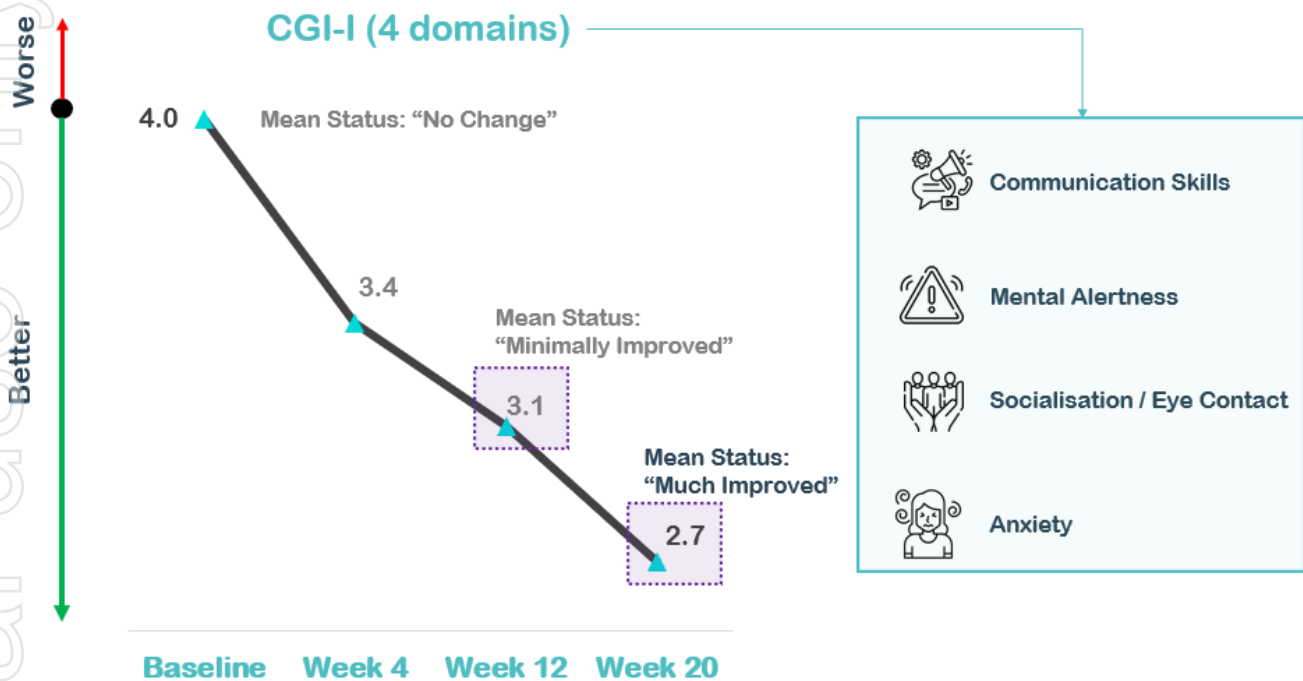 CGI-I (4 domains)
Worse
Better
4.0
Mean Status: “No Change”
3.4
Mean Status:
“Minimally Improved”
3.1
Mean Status:
“Much Improved”
2.7
Baseline
Week 4
Week 12
Week 20
Communication Skills
Mental Alertness
Socialisation / Eye Contact
Anxiety